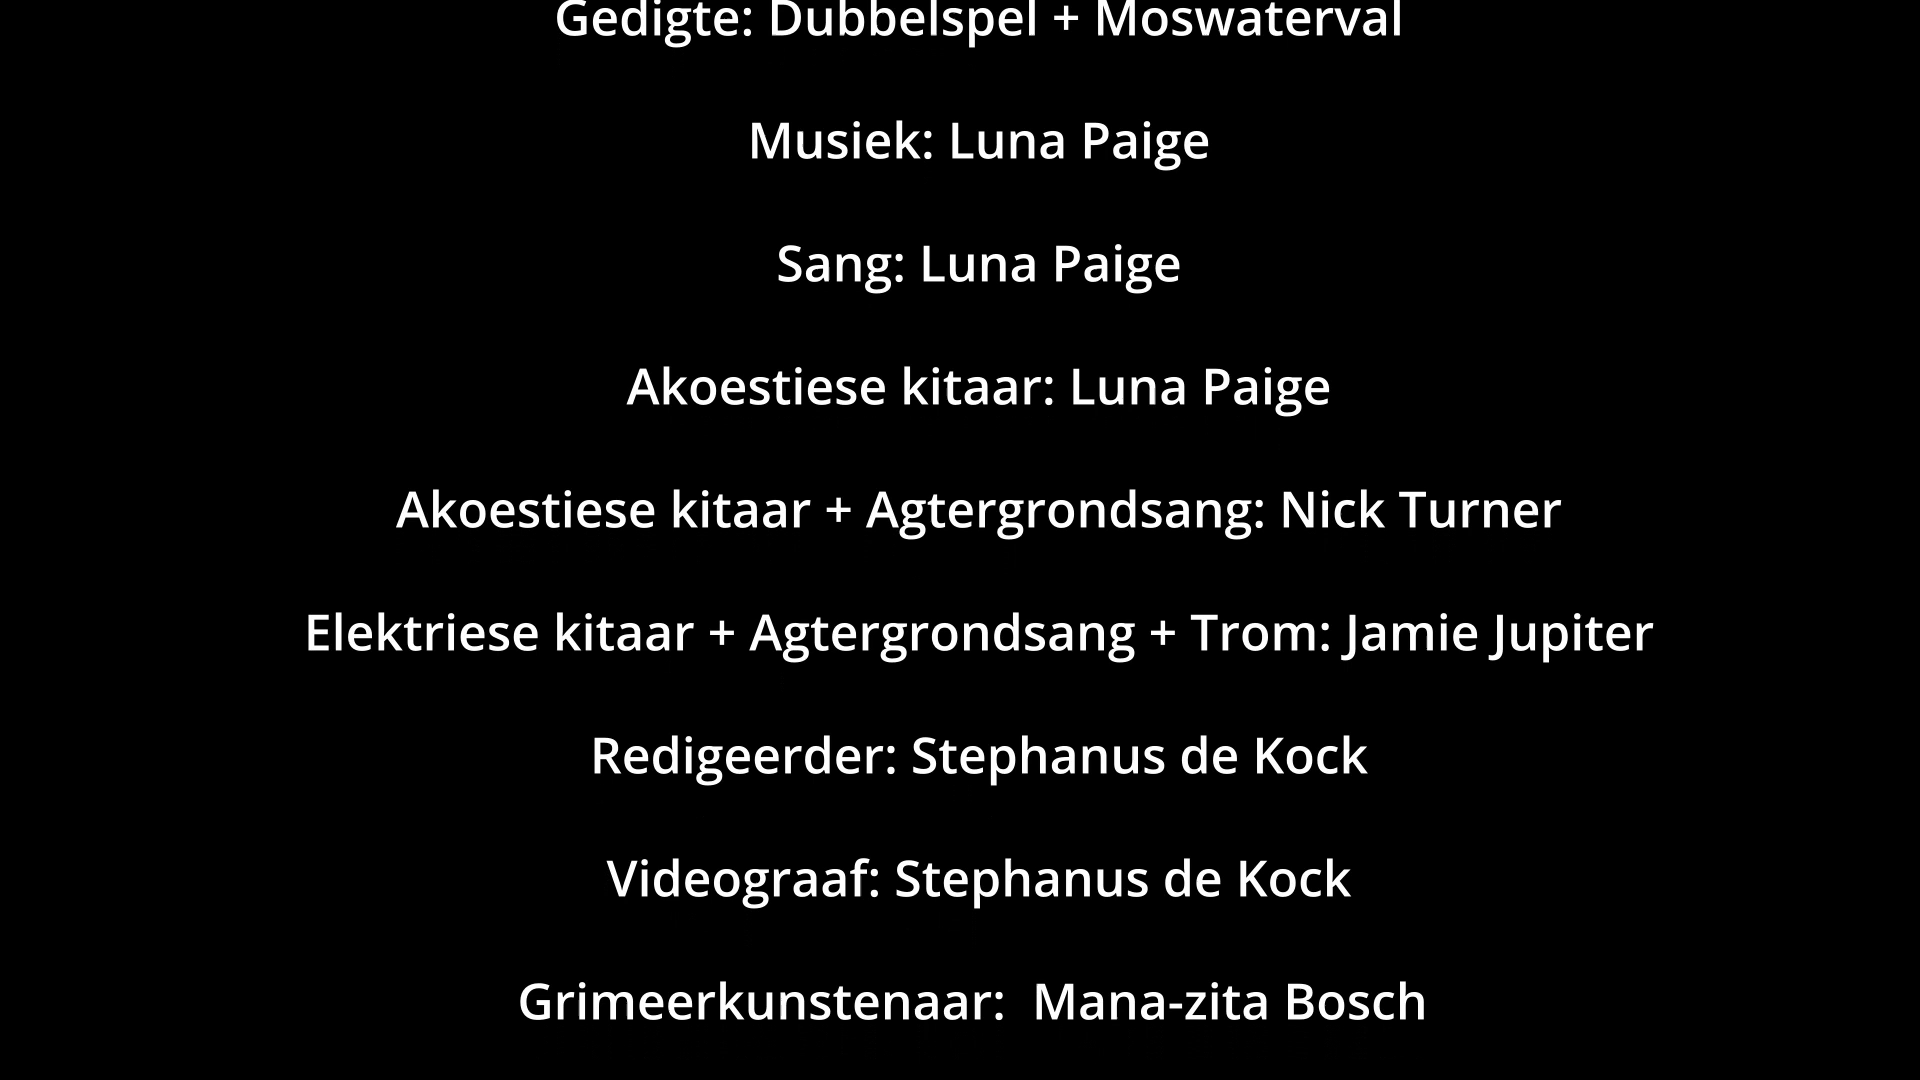 Gedigte: Dubbelspel + Moswaterval
Musiek: Luna Paige
Sang: Luna Paige
Akoestiese kitaar: Luna Paige
Akoestiese kitaar + Agtergrondsang: Nick Turner
Elektriese kitaar + Agtergrondsang + Trom: Jamie Jupiter
Redigeerder: Stephanus de Kock
Videograaf: Stephanus de Kock
Grimeerkunstenaar:  Mana-zita Bosch